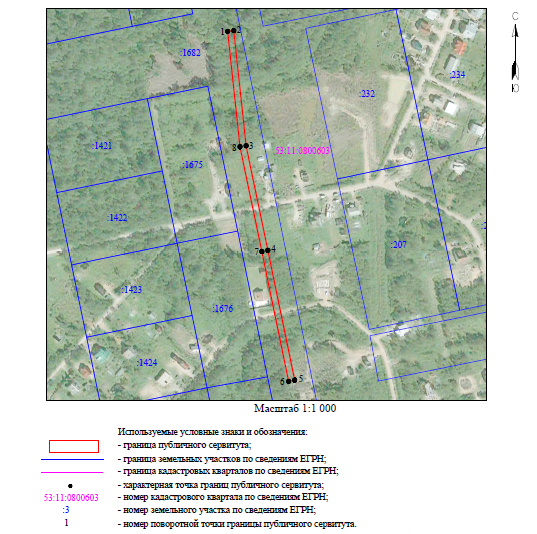 С
Ю
1 2
:1682
:234
:232
:1421
8 3
53:11:0800603
:1675
:1422
:207
7 4
:1423
:1676
:1424
6 5
Масштаб 1:1 000
Используемые условные знаки и обозначения:
- граница публичного сервитута;
- граница земельных участков по сведениям ЕГРН;
- граница кадастровых кварталов по сведениям ЕГРН;
- характерная точка границ публичного сервитута;
53:11:0800603 - номер кадастрового квартала по сведениям ЕГРН;
:3 - номер земельного участка по сведениям ЕГРН;
1 - номер поворотной точки границы публичного сервитута.